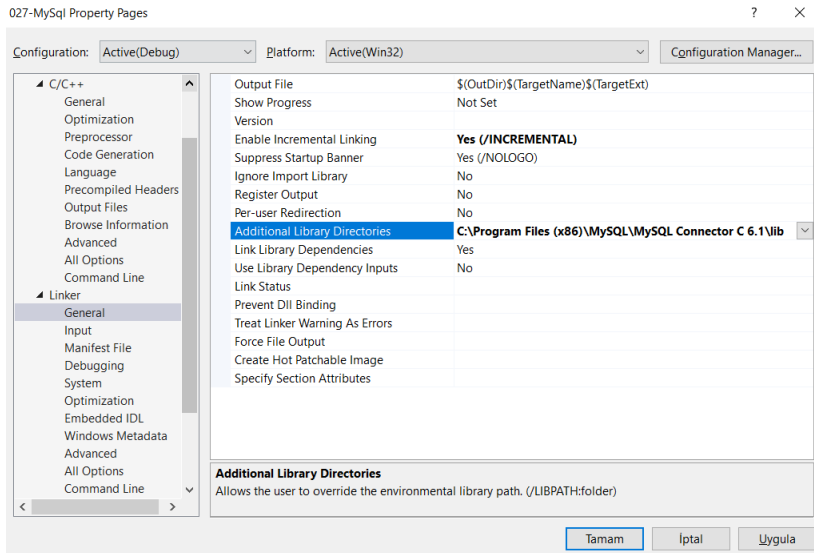 027-MySql Property Pages ? ✕
Configuration: Active(Debug) Platform: Active(Win32) Configuration Manager...
C/C++
General
Optimization
Preprocessor
Code Generation
Language
Precompiled Headers
Output Files
Browse Information
Advanced
All Options
Command Line
Linker
General
Input
Manifest File
Debugging
System
Optimization
Embedded IDL
Windows Metadata
Advanced
All Options
Command Line
Output File $(OutDir)$(TargetName)$(TargetExt)
Show Progress Not Set
Version
Enable Incremental Linking Yes (/INCREMENTAL)
Suppress Startup Banner Yes (/NOLOGO)
Ignore Import Library No
Register Output No
Per-user Redirection No
Additional Library Directories C:\Program Files (x86)\MySQL\MySQL Connector C 6.1\lib
Link Library Dependencies Yes
Use Library Dependency Inputs No
Link Status
Prevent Dll Binding
Treat Linker Warning As Errors
Force File Output
Create Hot Patchable Image
Specify Section Attributes
Additional Library Directories
Allows the user to override the environmental library path. (/LIBPATH:folder)
Tamam İptal Uygula